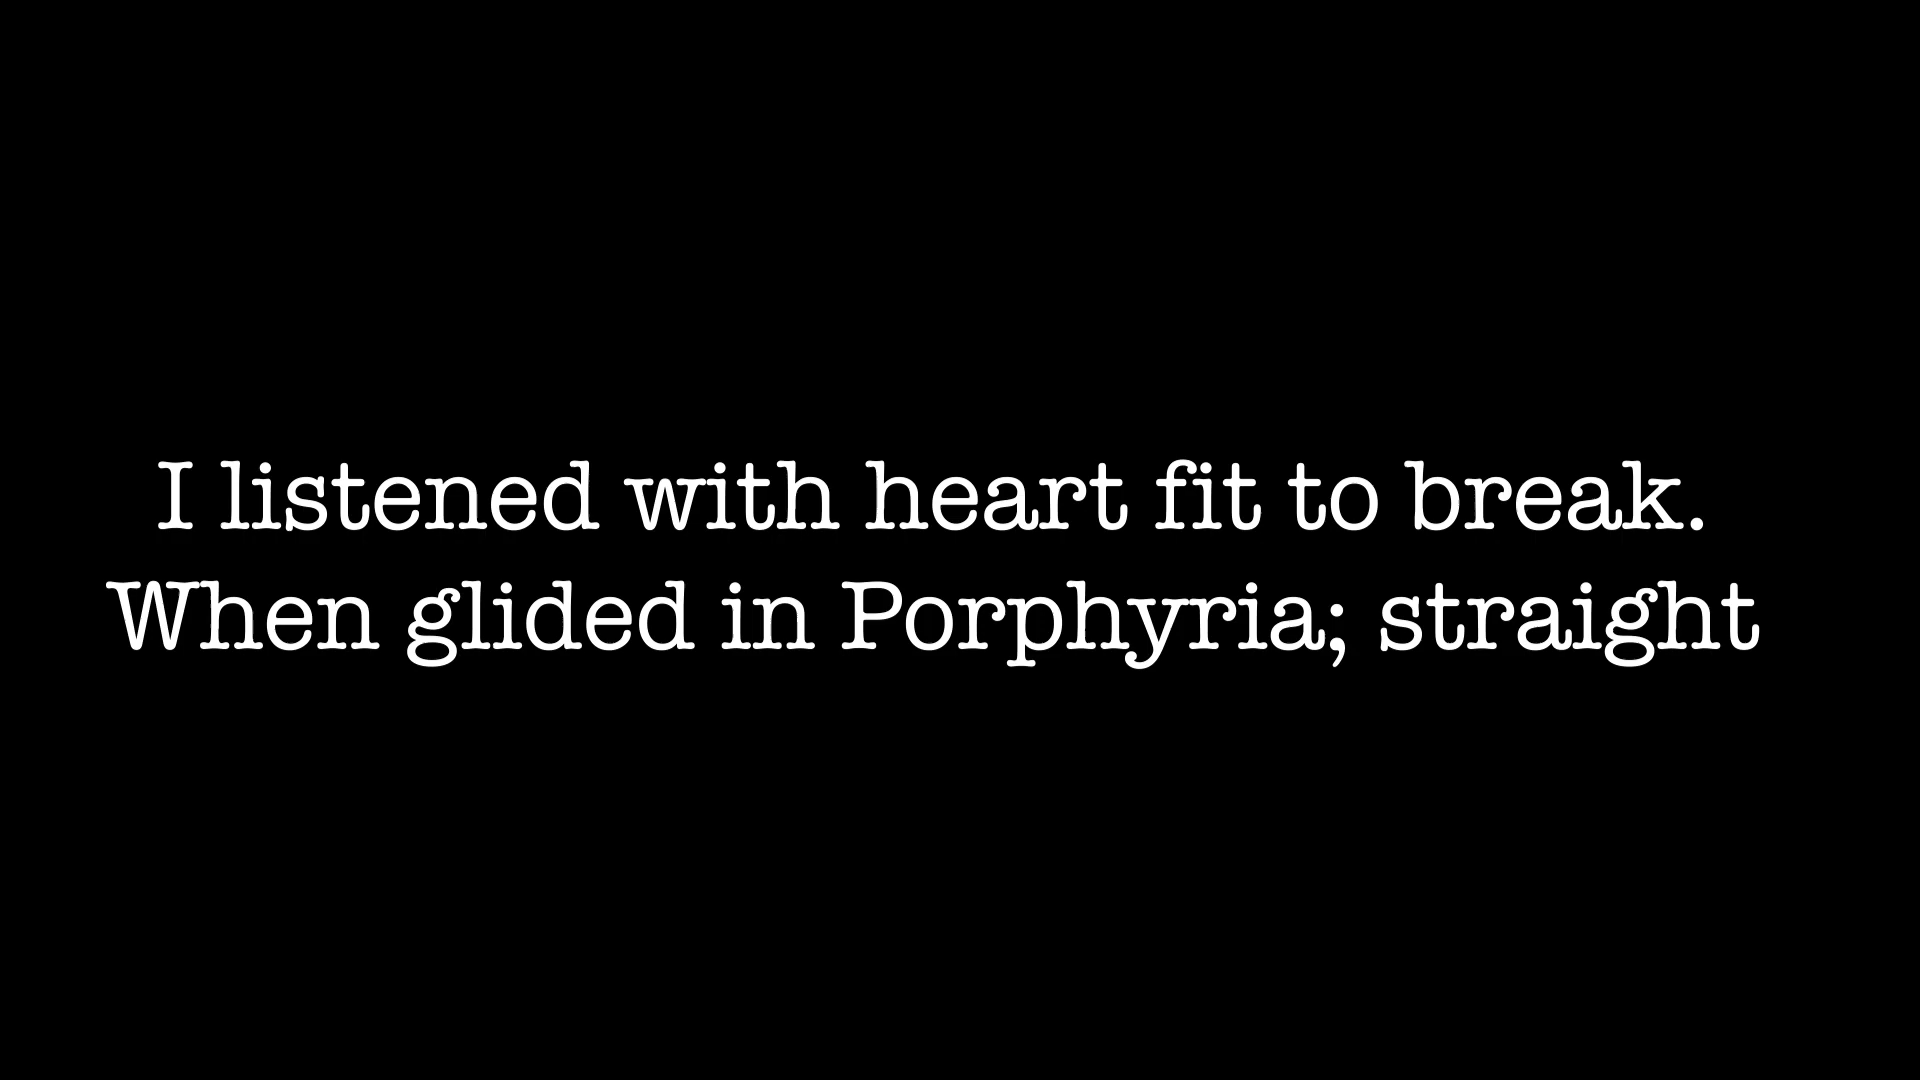 I listened with heart fit to break.
When glided in Porphyria; straight